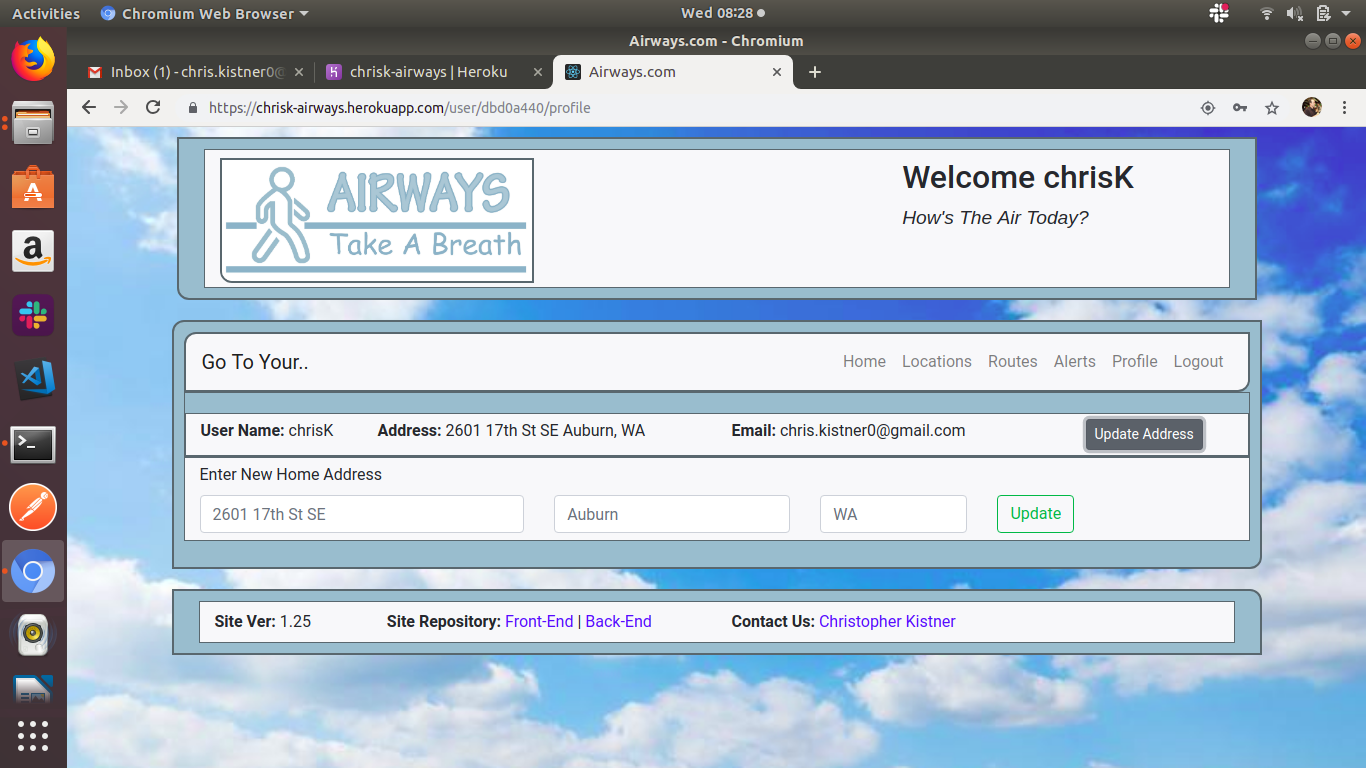 Activities Chromium Web Browser Wed 08:28
Airways.com - Chromium
Inbox (1) - chris.kistner0@ chrisk-airways | Heroku Airways.com
https://chrisk-airways.herokuapp.com/user/dbd0a440/profile
AIRWAYS
Take A Breath
Welcome chrisK
How's The Air Today?
Go To Your.. Home Locations Routes Alerts Profile Logout
User Name: chrisK Address: 2601 17th St SE Auburn, WA Email: chris.kistner0@gmail.com Update Address
Enter New Home Address
2601 17th St SE Auburn WA Update
Site Ver: 1.25 Site Repository: Front-End | Back-End Contact Us: Christopher Kistner